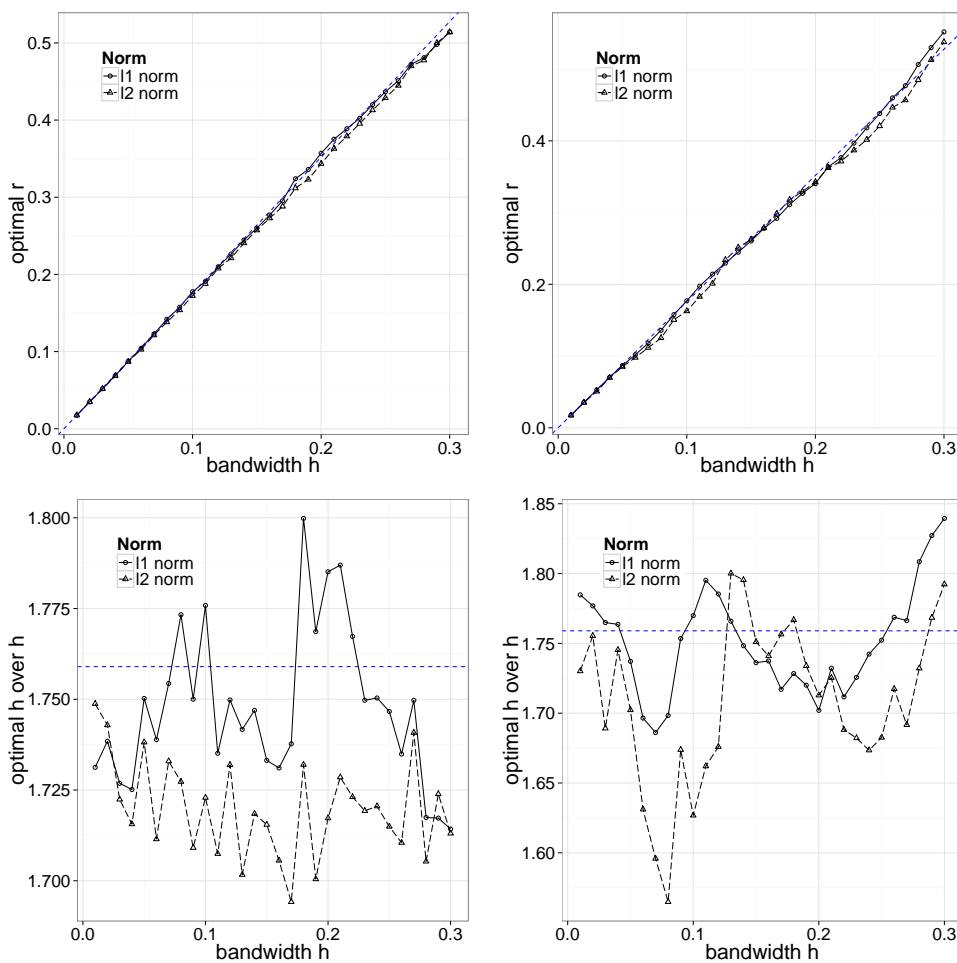 0.5
0.4
0.3
0.2
0.1
0.0
optimal r
Norm
l1 norm
l2 norm
0.0 0.1 0.2 0.3
bandwidth h
0.4
0.2
0.0
optimal r
Norm
l1 norm
l2 norm
0.0 0.1 0.2 0.3
bandwidth h
1.800
1.775
1.750
1.725
1.700
optimal h over h
Norm
l1 norm
l2 norm
0.0 0.1 0.2 0.3
bandwidth h
1.85
1.80
1.75
1.70
1.65
1.60
optimal h over h
Norm
l1 norm
l2 norm
0.0 0.1 0.2 0.3
bandwidth h